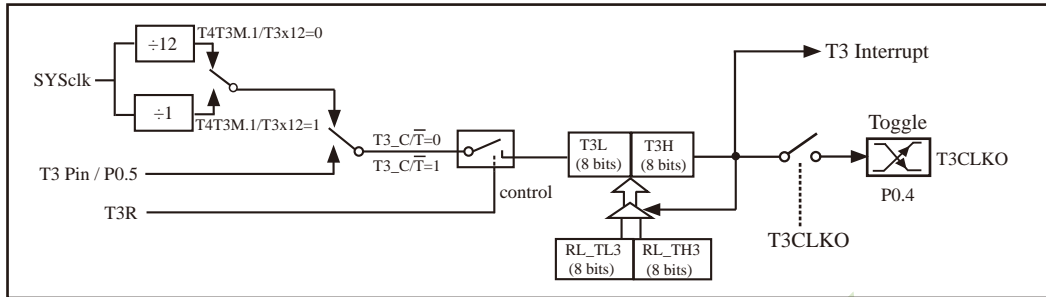 ÷12
T4T3M.1/T3x12=0
SYSclk
÷1
T4T3M.1/T3x12=1
T3 Pin / P0.5
T3R
T3_C/T̅=0
T3_C/T̅=1
control
T3L
(8 bits)
T3H
(8 bits)
RL_TL3
(8 bits)
RL_TH3
(8 bits)
T3 Interrupt
Toggle
T3CLKO
P0.4
T3CLKO